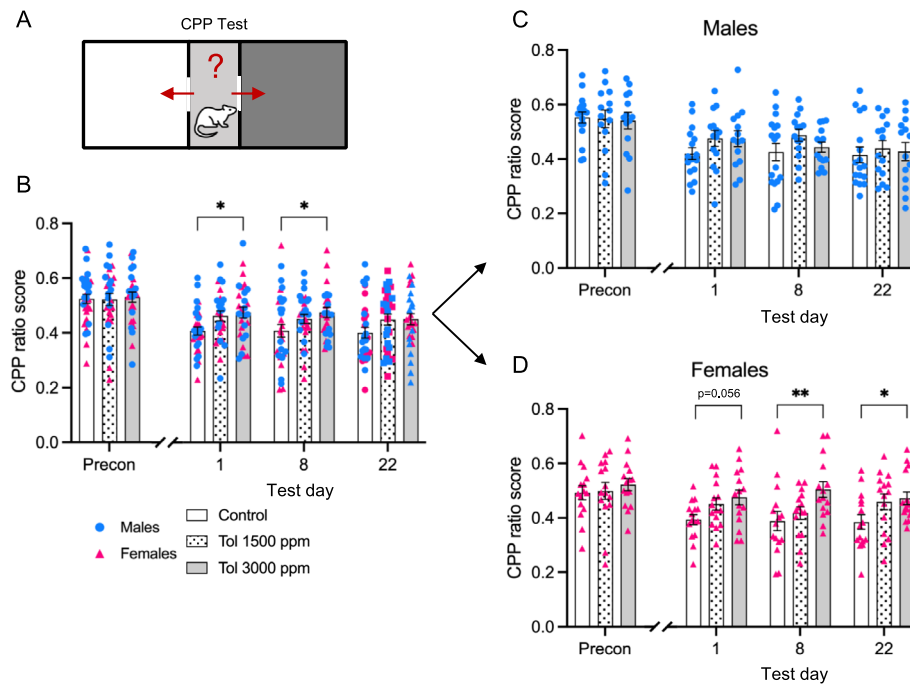 A
CPP Test
?
B
CPP ratio score
0.8
0.6
0.4
0.2
0.0
*
*
Precon
1
8
22
Test day
Males
Females
Control
Tol 1500 ppm
Tol 3000 ppm
C
Males
CPP ratio score
0.8
0.6
0.4
0.2
0.0
Precon
1
8
22
Test day
D
Females
CPP ratio score
0.8
0.6
0.4
0.2
0.0
p=0.056
**
*
Precon
1
8
22
Test day